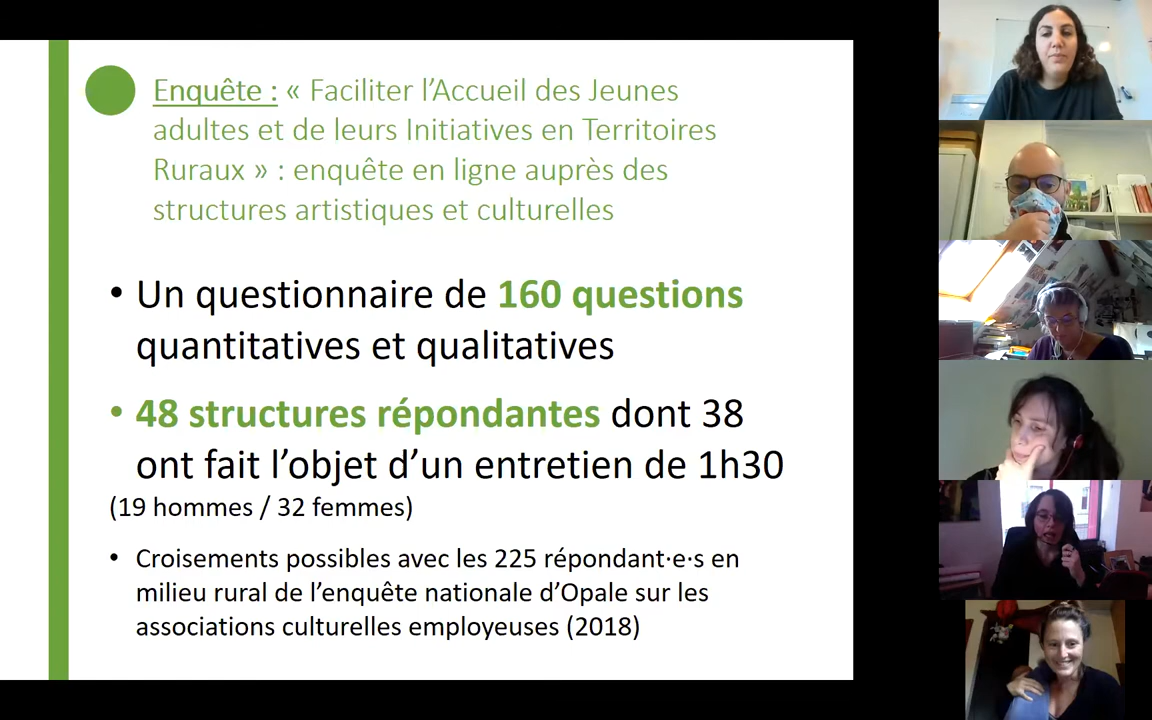 Enquête : « Faciliter l’Accueil des Jeunes
adultes et de leurs Initiatives en Territoires
Ruraux » : enquête en ligne auprès des
structures artistiques et culturelles
• Un questionnaire de 160 questions
quantitatives et qualitatives
• 48 structures répondantes dont 38
ont fait l’objet d’un entretien de 1h30
(19 hommes / 32 femmes)
• Croisements possibles avec les 225 répondant·e·s en
milieu rural de l’enquête nationale d’Opale sur les
associations culturelles employeuses (2018)